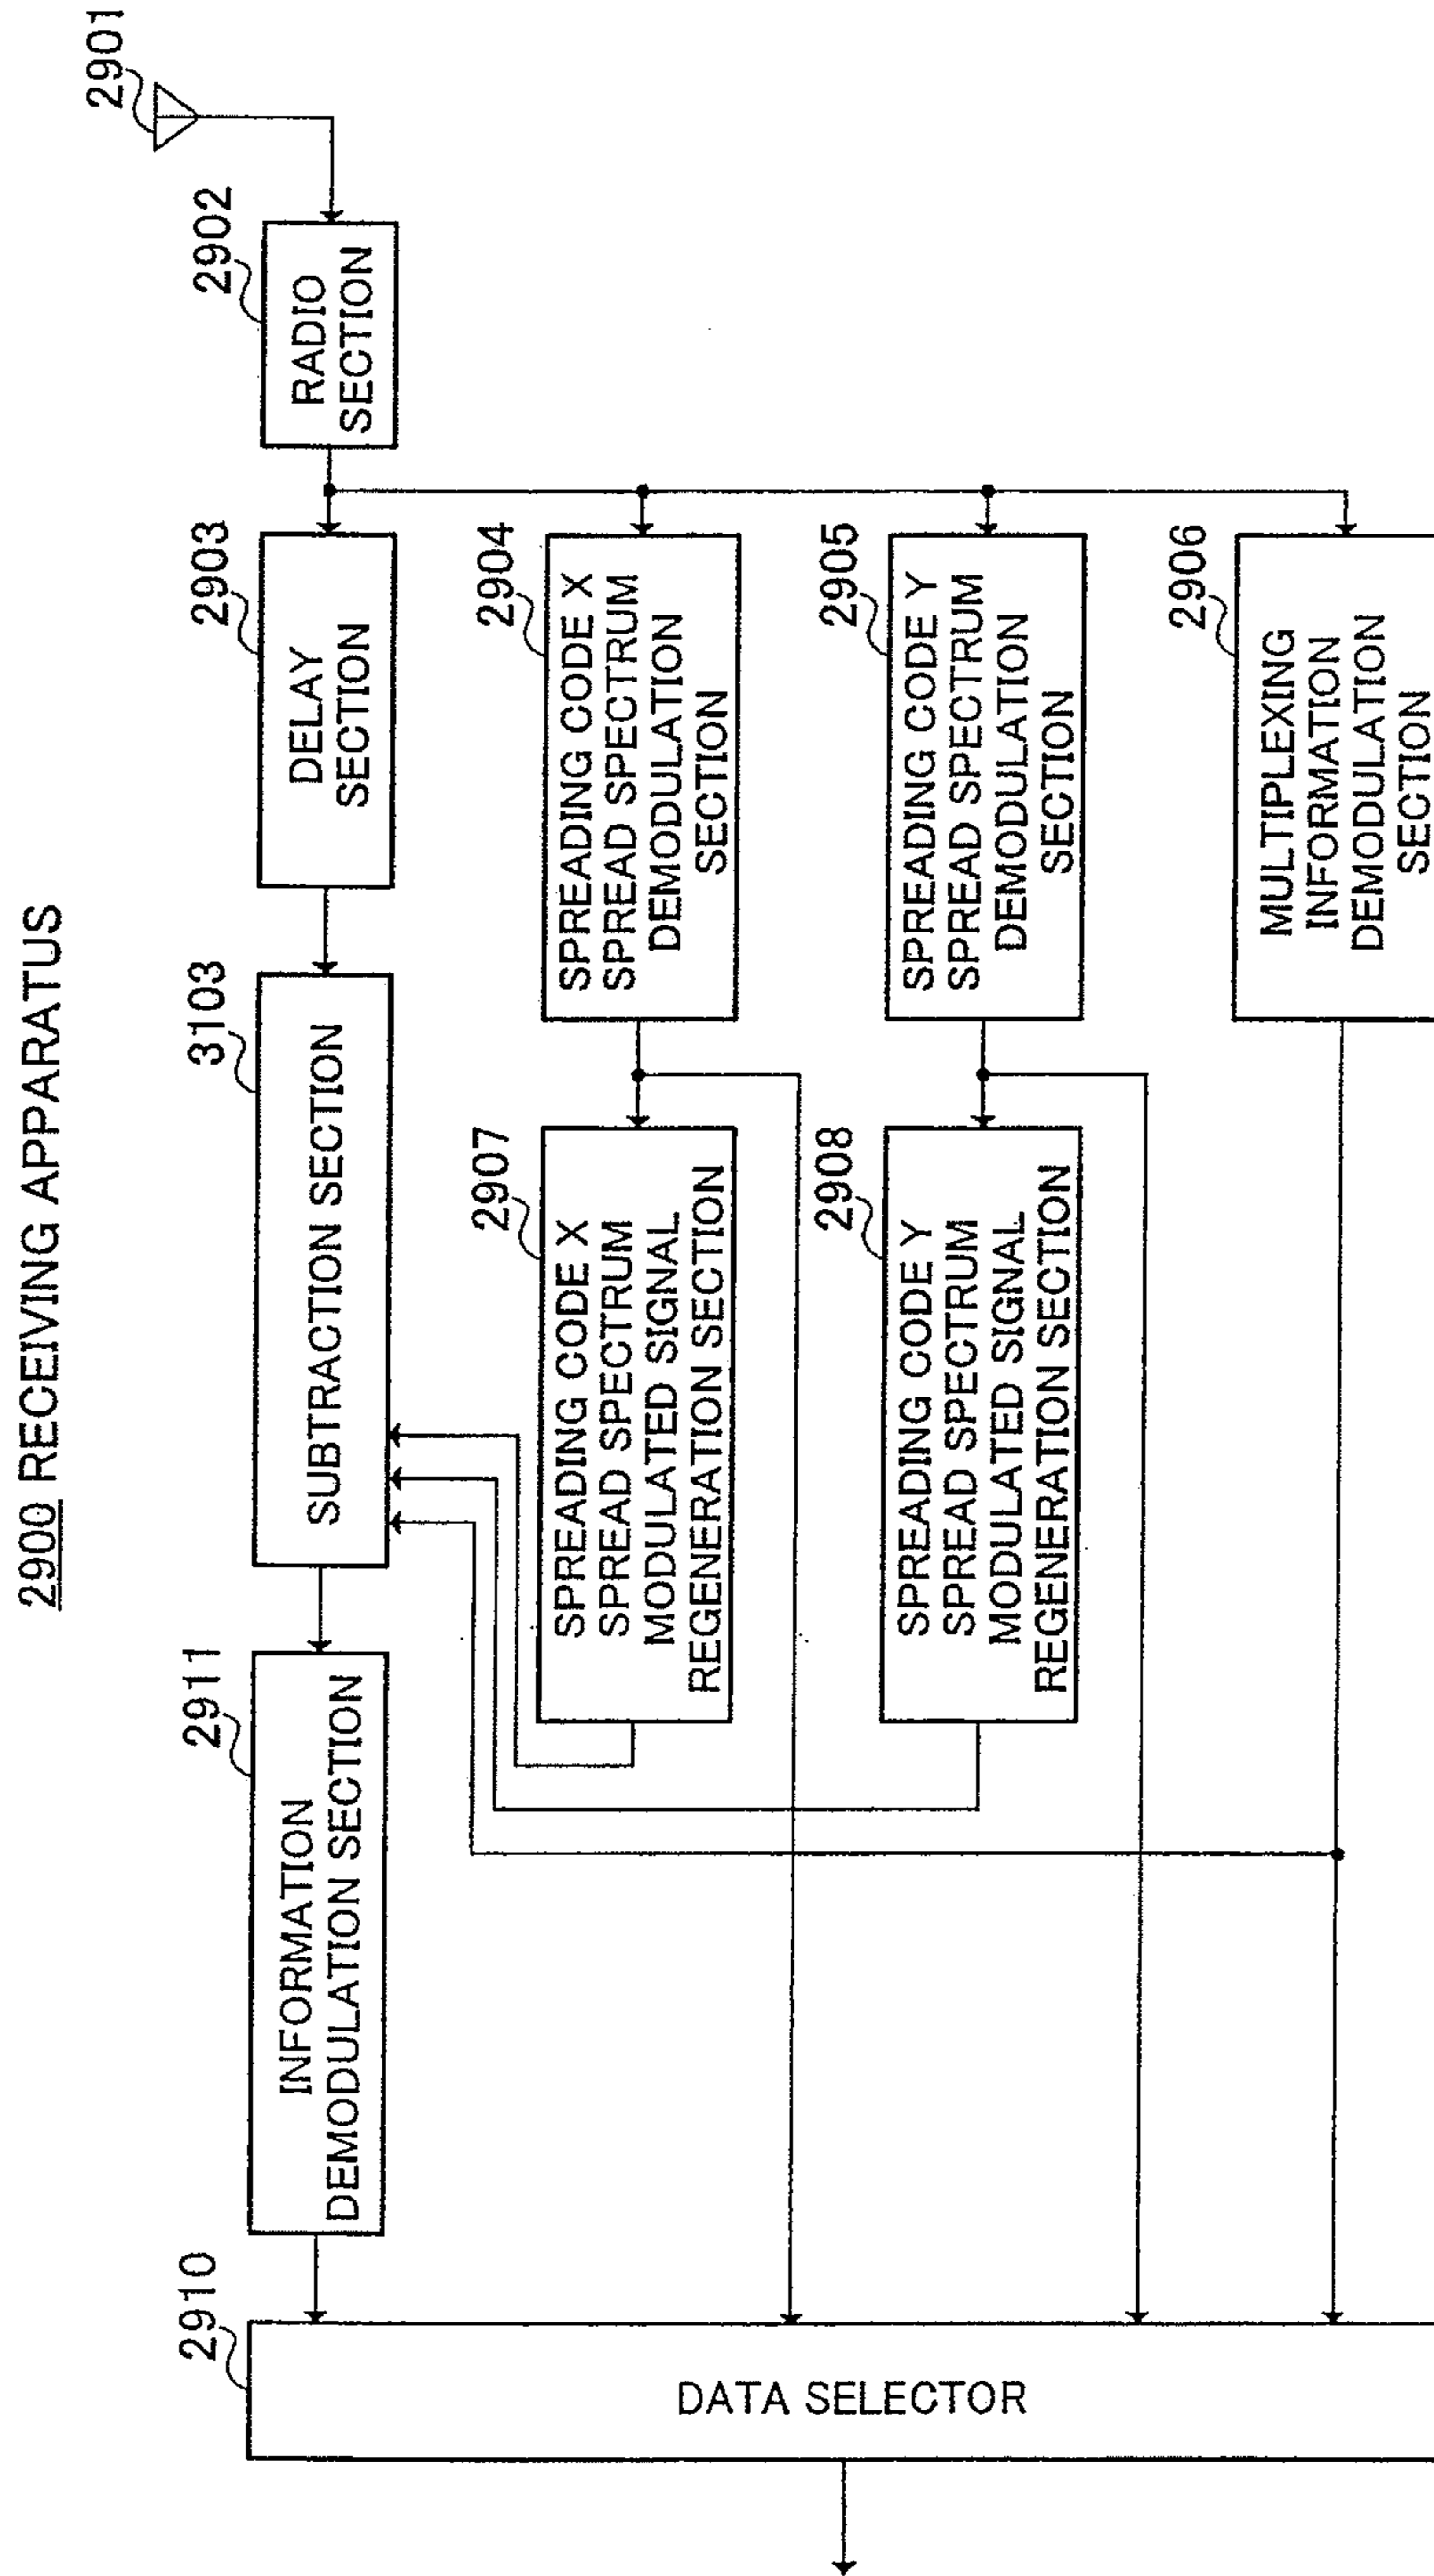 2900 RECEIVING APPARATUS
2901
2902
RADIO
SECTION
2903
DELAY
SECTION
3103
SUBTRACTION SECTION
2911
INFORMATION
DEMODULATION SECTION
2910
DATA SELECTOR
2904
SPREADING CODE X
SPREAD SPECTRUM
DEMODULATION
SECTION
2907
SPREADING CODE X
SPREAD SPECTRUM
MODULATED SIGNAL
REGENERATION SECTION
2905
SPREADING CODE Y
SPREAD SPECTRUM
DEMODULATION
SECTION
2908
SPREADING CODE Y
SPREAD SPECTRUM
MODULATED SIGNAL
REGENERATION SECTION
2906
MULTIPLEXING
INFORMATION
DEMODULATION
SECTION